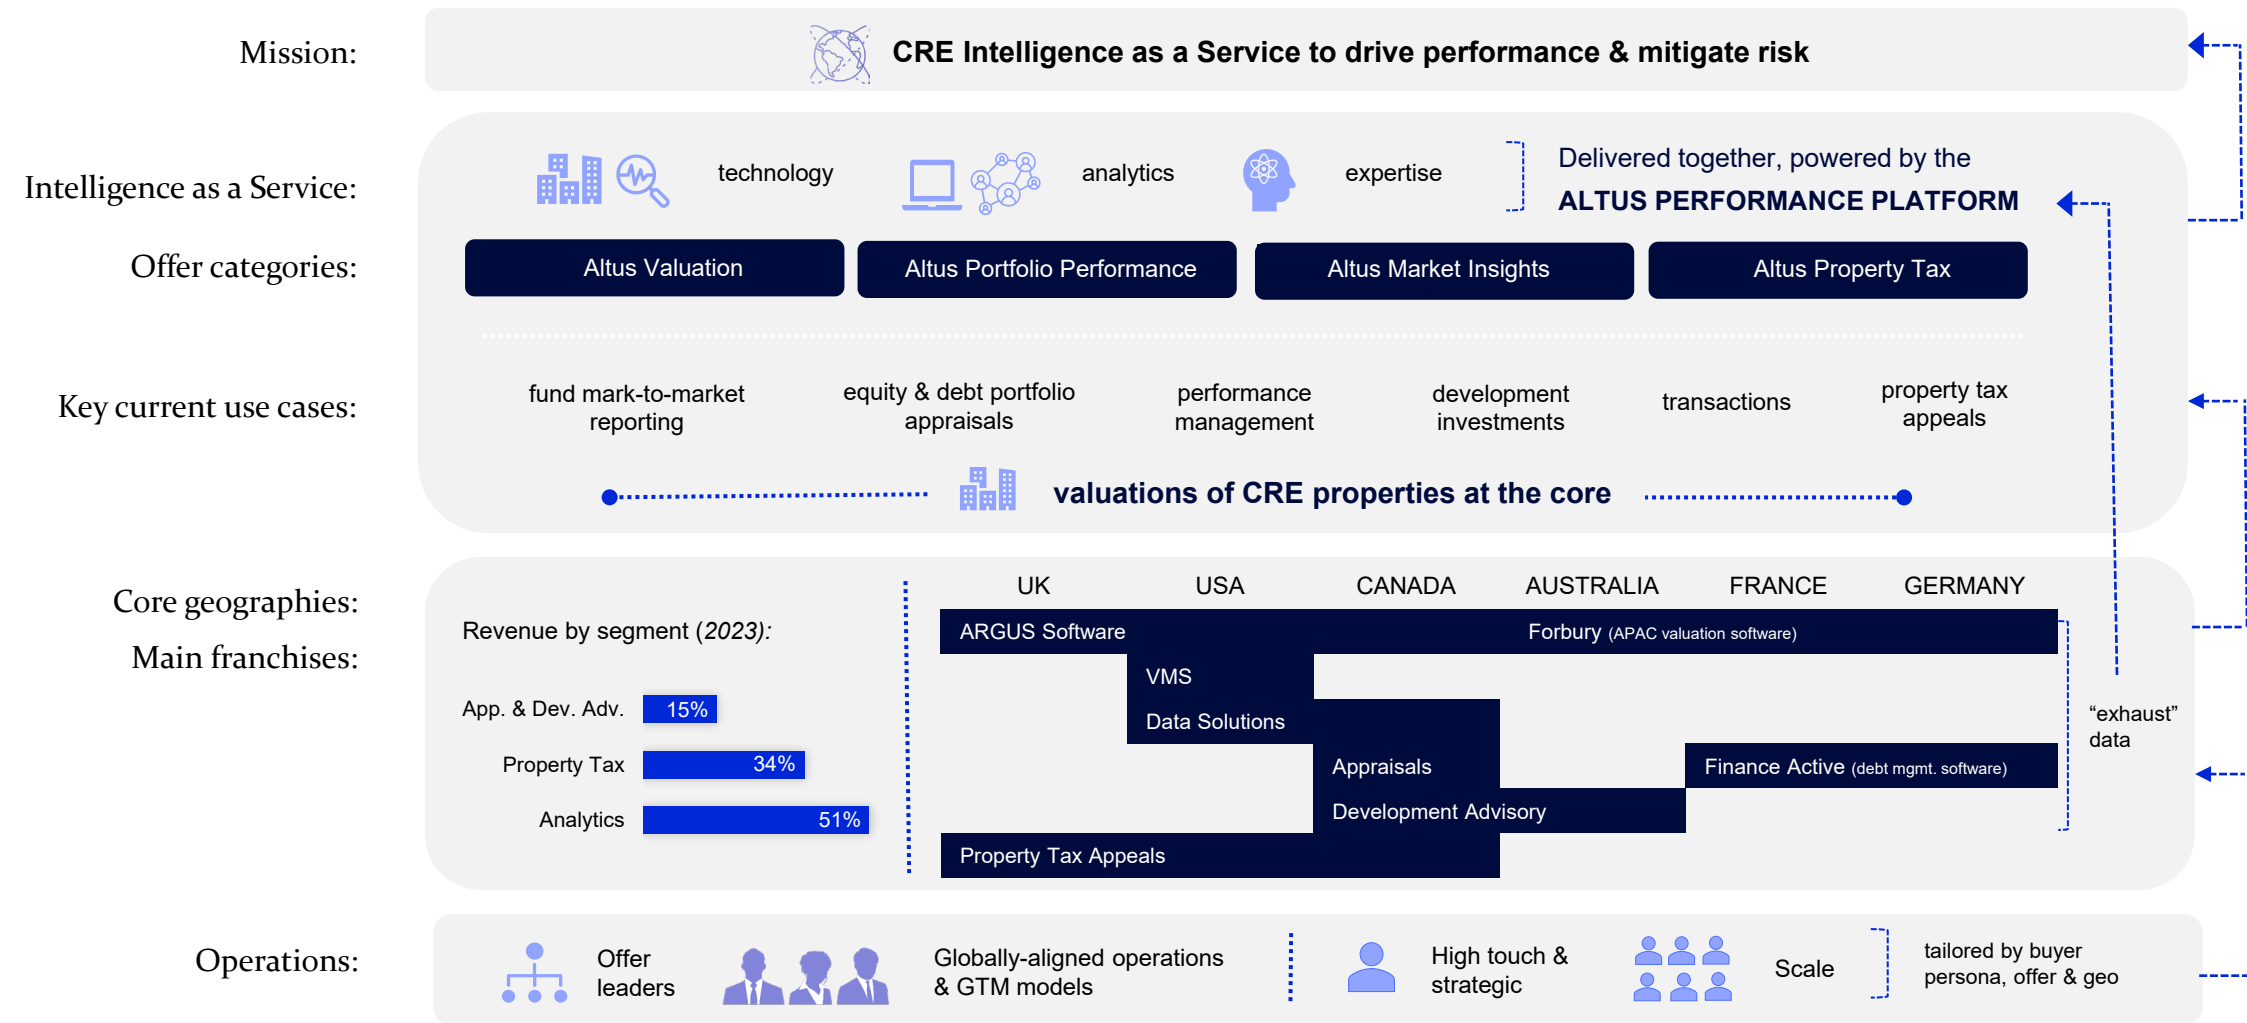 Mission:
CRE Intelligence as a Service to drive performance & mitigate risk
Intelligence as a Service:
technology
analytics
expertise
Delivered together, powered by the
ALTUS PERFORMANCE PLATFORM
Offer categories:
Altus Valuation
Altus Portfolio Performance
Altus Market Insights
Altus Property Tax
Key current use cases:
fund mark-to-market
reporting
equity & debt portfolio
appraisals
performance
management
development
investments
transactions
property tax
appeals
valuations of CRE properties at the core
Core geographies:
Main franchises:
Revenue by segment (2023):
App. & Dev. Adv.
15%
Property Tax
34%
Analytics
51%
UK
USA
CANADA
AUSTRALIA
FRANCE
GERMANY
ARGUS Software
Forbury (APAC valuation software)
VMS
Data Solutions
Appraisals
Finance Active (debt mgmt. software)
Development Advisory
Property Tax Appeals
“exhaust”
data
Operations:
Offer
leaders
Globally-aligned operations
& GTM models
High touch &
strategic
Scale
tailored by buyer
persona, offer & geo